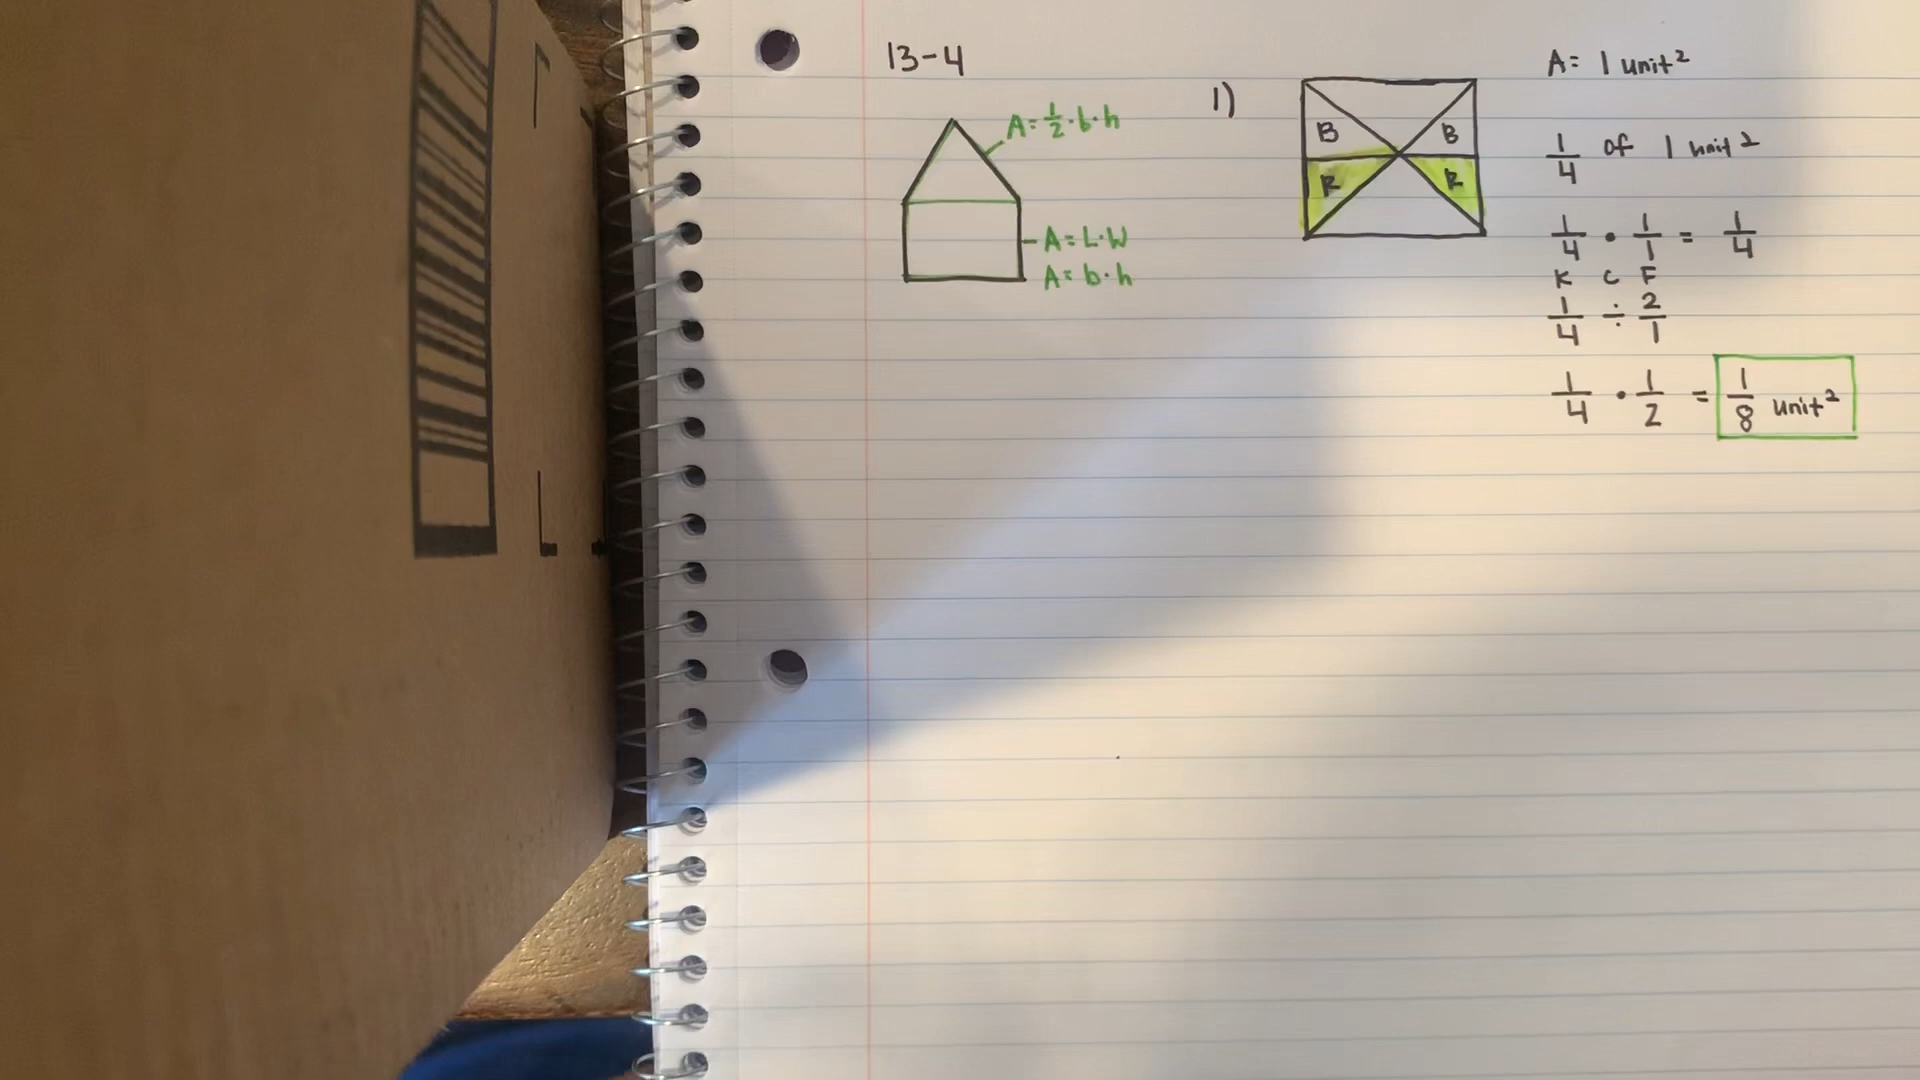 13-4
A = 1/2 · b · h
A = L · W
A = b · h
1)
B B
R R
A = 1 unit²
1/4 of 1 unit²
1/4 · 1/1 = 1/4
K C F
1/4 ÷ 2/1
1/4 · 1/2 = 1/8 unit²